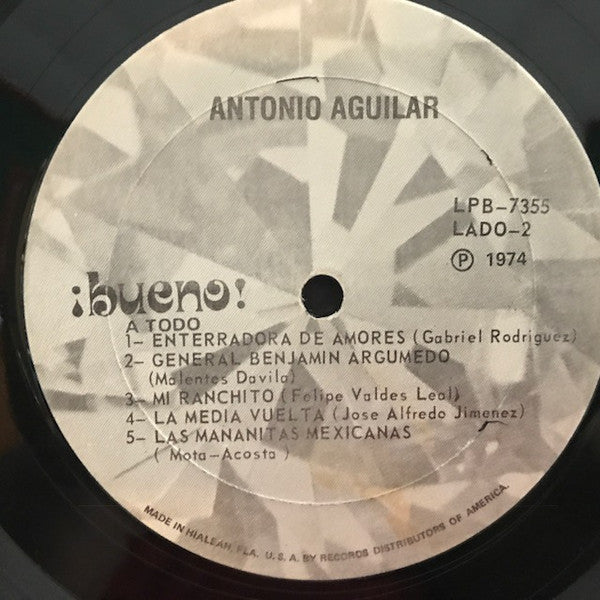 ANTONIO AGUILAR
LPB-7355
LADO-2
Ⓟ 1974
¡bueno!
A TODO
1- ENTERRADORA DE AMORES (Gabriel Rodriguez)
2- GENERAL BENJAMIN ARGUMEDO
(Malentes Davila)
3- MI RANCHITO (Felipe Valdes Leal)
4- LA MEDIA VUELTA (Jose Alfredo Jimenez)
5- LAS MANANITAS MEXICANAS
( Mota-Acosta )
MADE IN HIALEAH, FLA. U.S.A. BY RECORDS DISTRIBUTORS OF AMERICA.